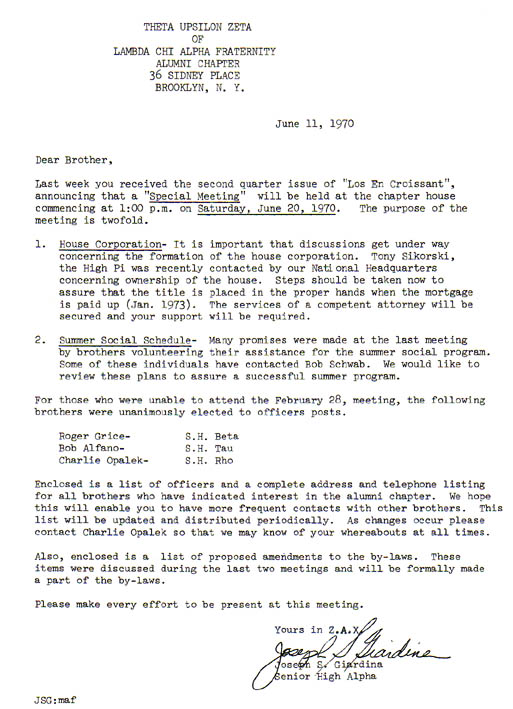 THETA UPSILON ZETA
OF
LAMBDA CHI ALPHA FRATERNITY
ALUMNI CHAPTER
36 SIDNEY PLACE
BROOKLYN, N. Y.
June 11, 1970
Dear Brother,
Last week you received the second quarter issue of "Los En Croissant",
announcing that a "Special Meeting" will be held at the chapter house
commencing at 1:00 p.m. on Saturday, June 20, 1970. The purpose of the
meeting is twofold.
1. House Corporation- It is important that discussions get under way
concerning the formation of the house corporation. Tony Sikorski,
the High Pi was recently contacted by our National Headquarters
concerning ownership of the house. Steps should be taken now to
assure that the title is placed in the proper hands when the mortgage
is paid up (Jan. 1973). The services of a competent attorney will be
secured and your support will be required.
2. Summer Social Schedule- Many promises were made at the last meeting
by brothers volunteering their assistance for the summer social program.
Some of these individuals have contacted Bob Schwab. We would like to
review these plans to assure a successful summer program.
For those who were unable to attend the February 28, meeting, the following
brothers were unanimously elected to officers posts.
Roger Grice- S.H. Beta
Bob Alfano- S.H. Tau
Charlie Opalek- S.H. Rho
Enclosed is a list of officers and a complete address and telephone listing
for all brothers who have indicated interest in the alumni chapter. We hope
this will enable you to have more frequent contacts with other brothers. This
list will be updated and distributed periodically. As changes occur please
contact Charlie Opalek so that we may know of your whereabouts at all times.
Also, enclosed is a list of proposed amendments to the by-laws. These
items were discussed during the last two meetings and will be formally made
a part of the by-laws.
Please make every effort to be present at this meeting.
Yours in Z.A.X.
Joseph S Giardina
Joseph S. Giardina
Senior High Alpha
JSG:maf